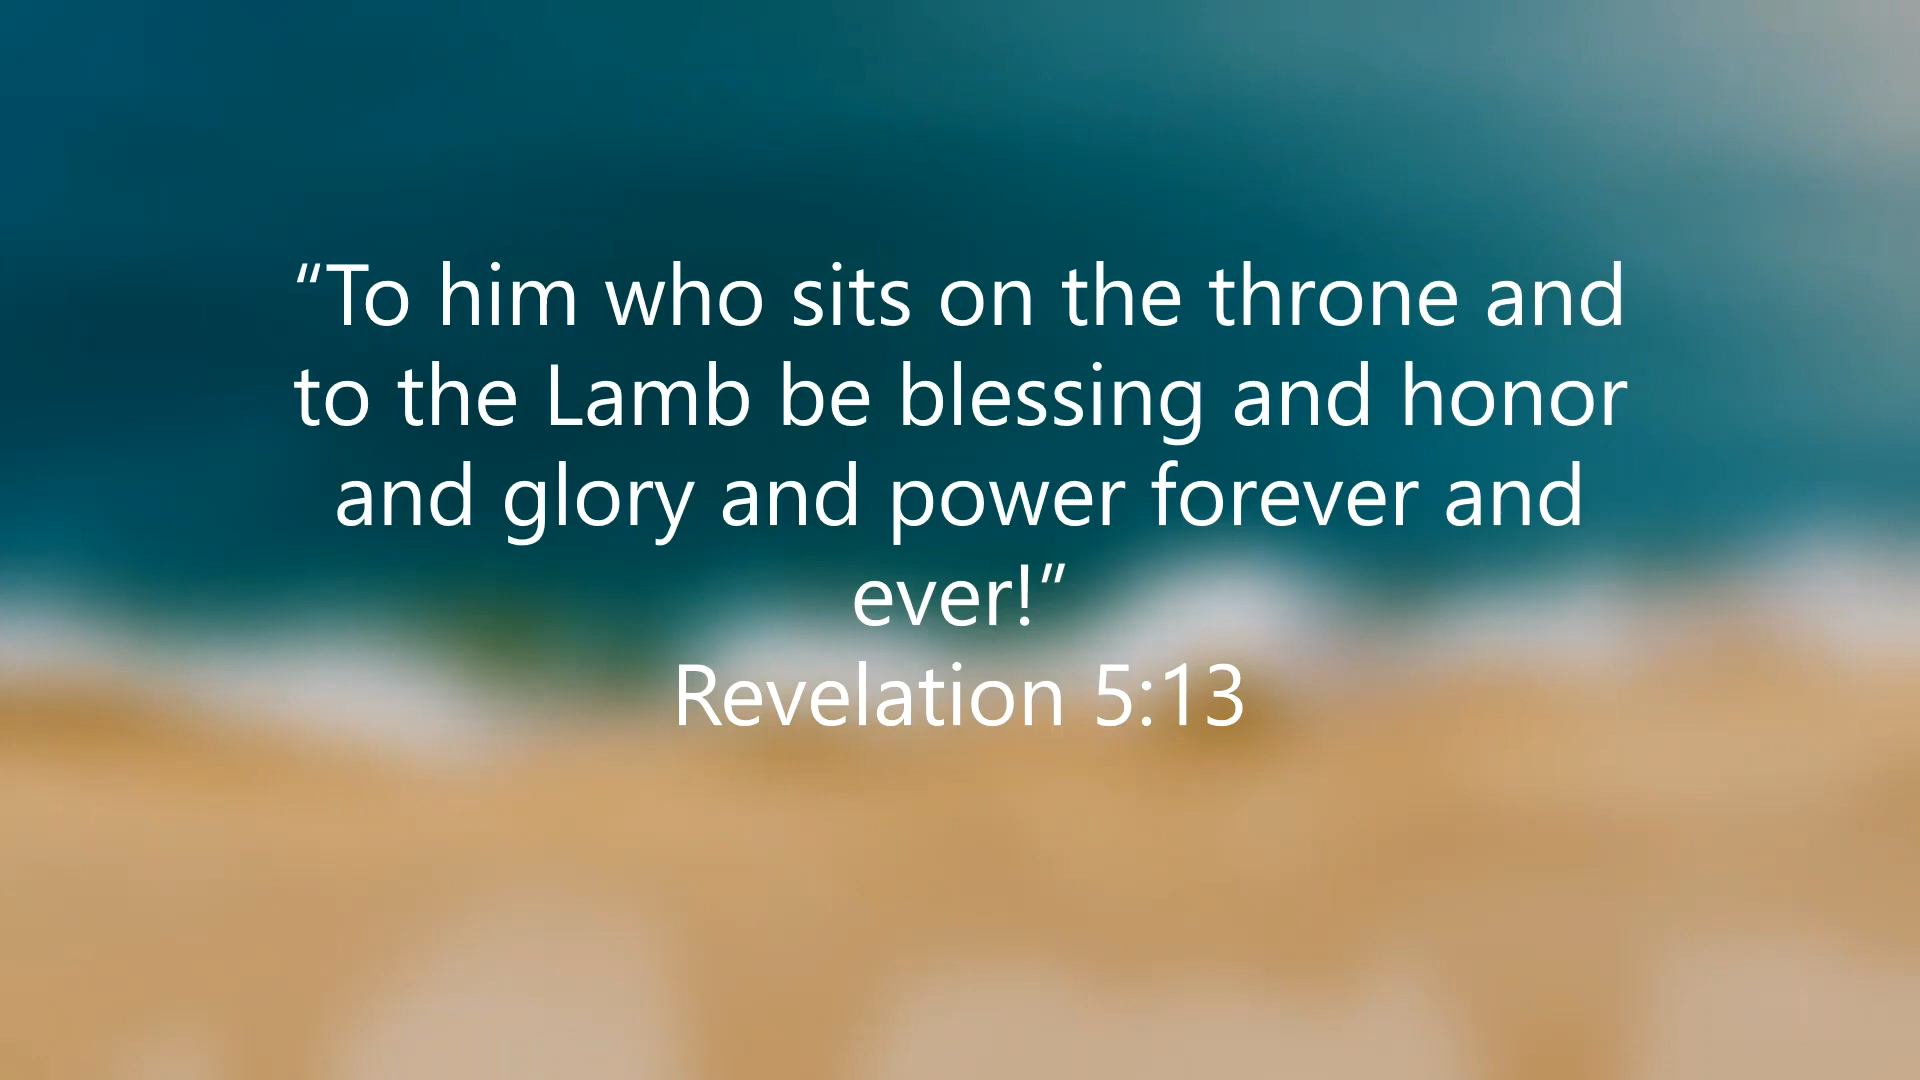 “To him who sits on the throne and
to the Lamb be blessing and honor
and glory and power forever and
ever!”
Revelation 5:13